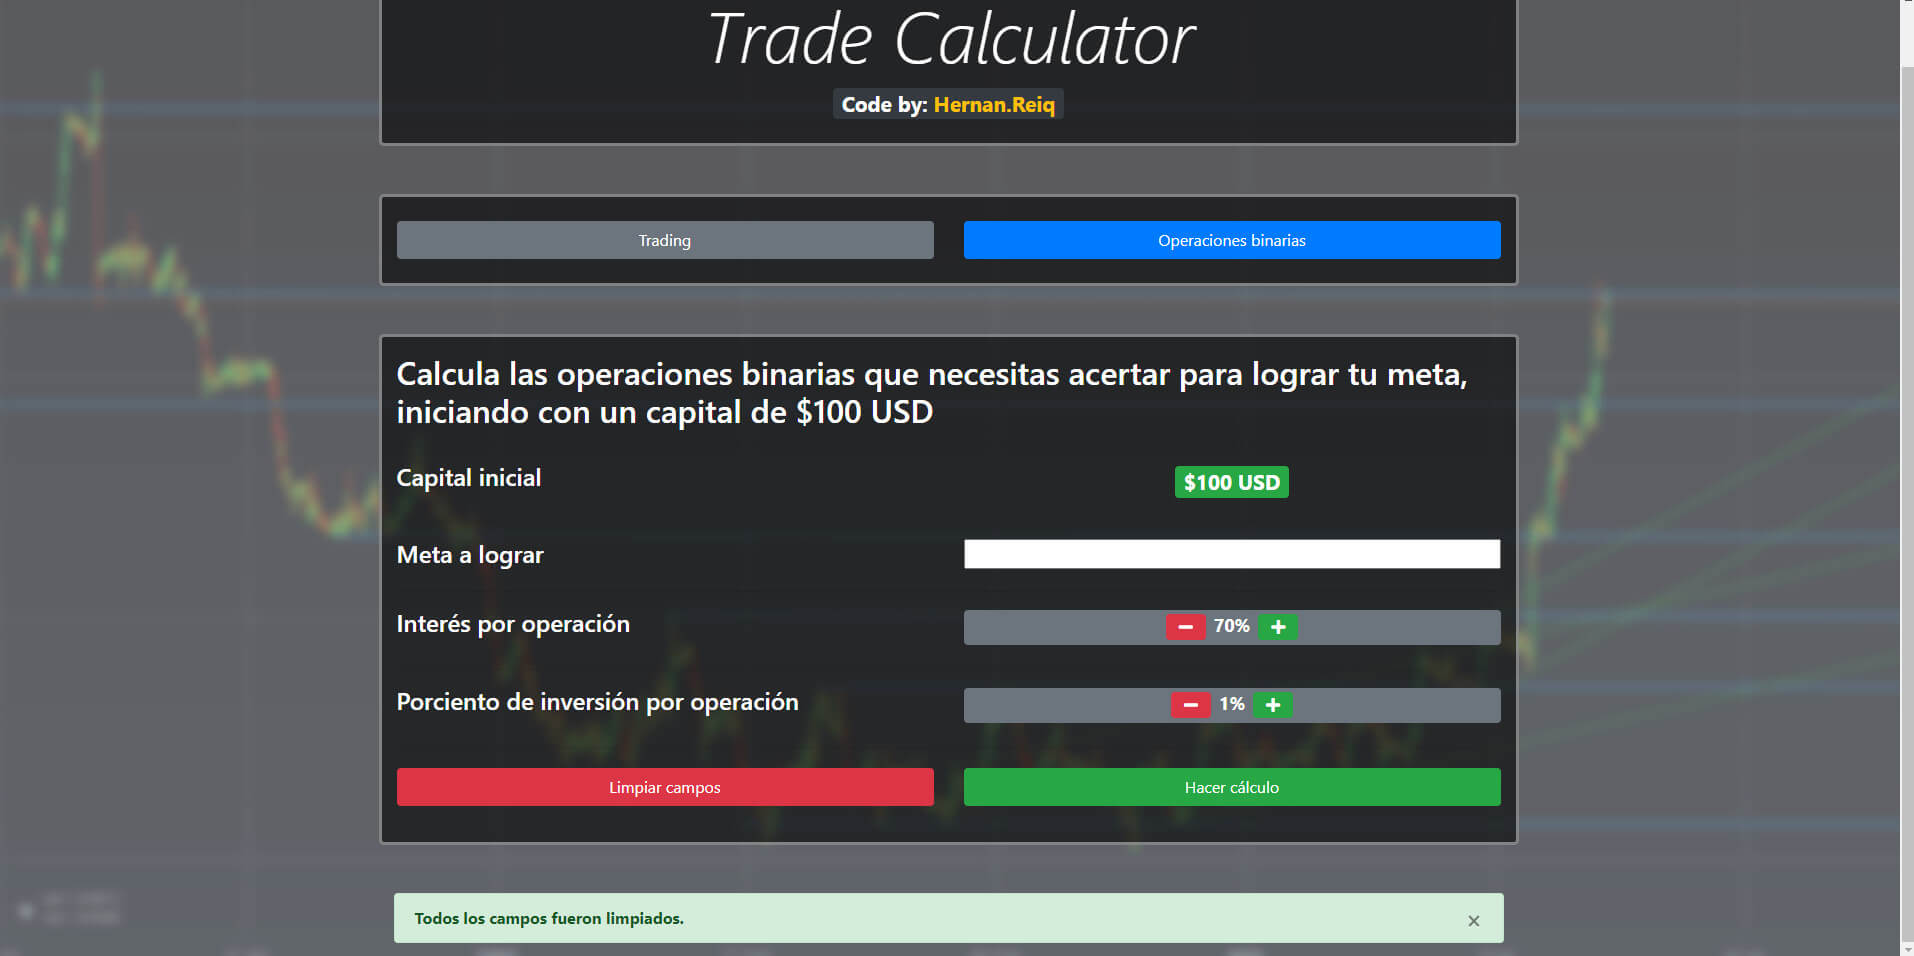 Trade Calculator
Code by: Hernan.Reiq
Trading
Operaciones binarias
Calcula las operaciones binarias que necesitas acertar para lograr tu meta,
iniciando con un capital de $100 USD
Capital inicial
$100 USD
Meta a lograr
Interés por operación
70%
Porciento de inversión por operación
1%
Limpiar campos
Hacer cálculo
Todos los campos fueron limpiados.